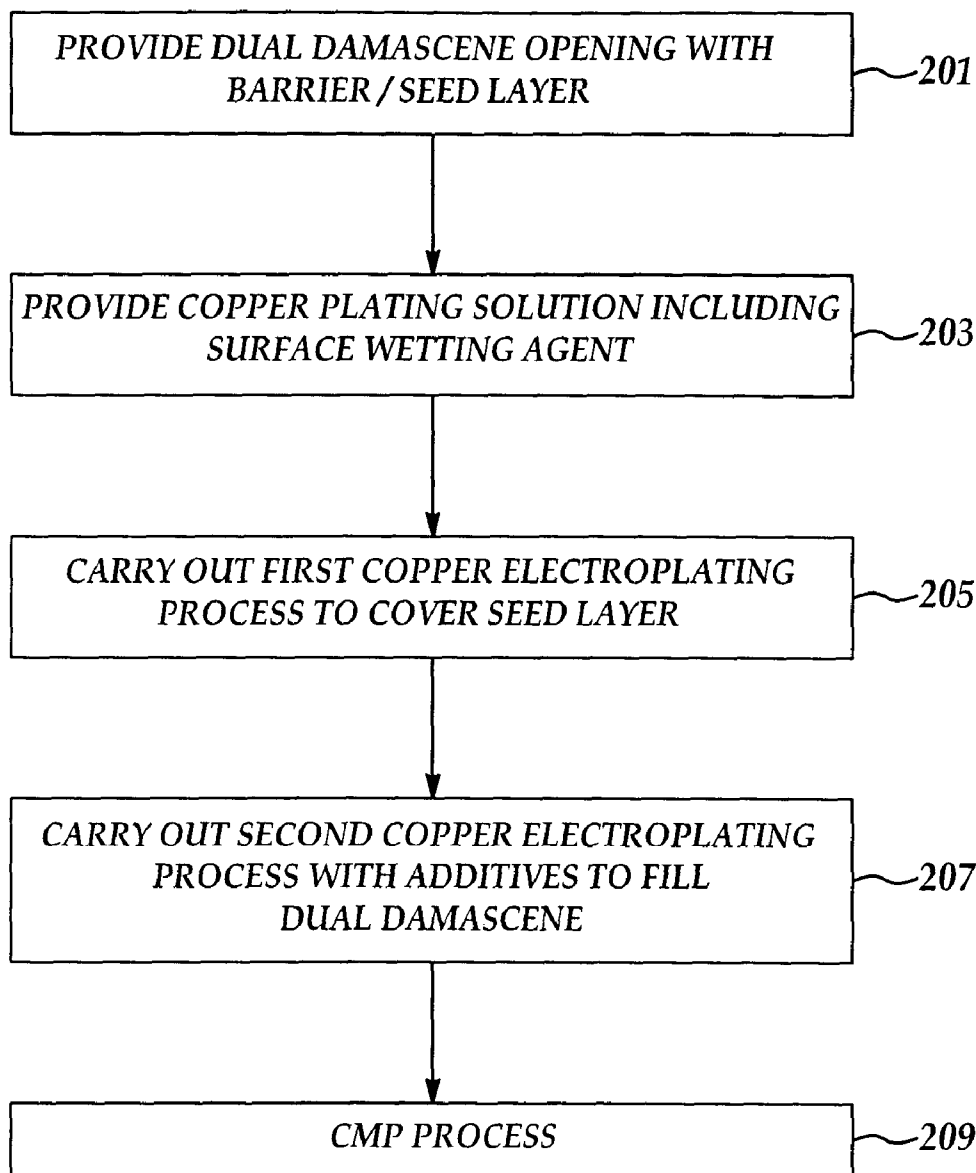 PROVIDE DUAL DAMASCENE OPENING WITH
BARRIER / SEED LAYER
201
PROVIDE COPPER PLATING SOLUTION INCLUDING
SURFACE WETTING AGENT
203
CARRY OUT FIRST COPPER ELECTROPLATING
PROCESS TO COVER SEED LAYER
205
CARRY OUT SECOND COPPER ELECTROPLATING
PROCESS WITH ADDITIVES TO FILL
DUAL DAMASCENE
207
CMP PROCESS
209